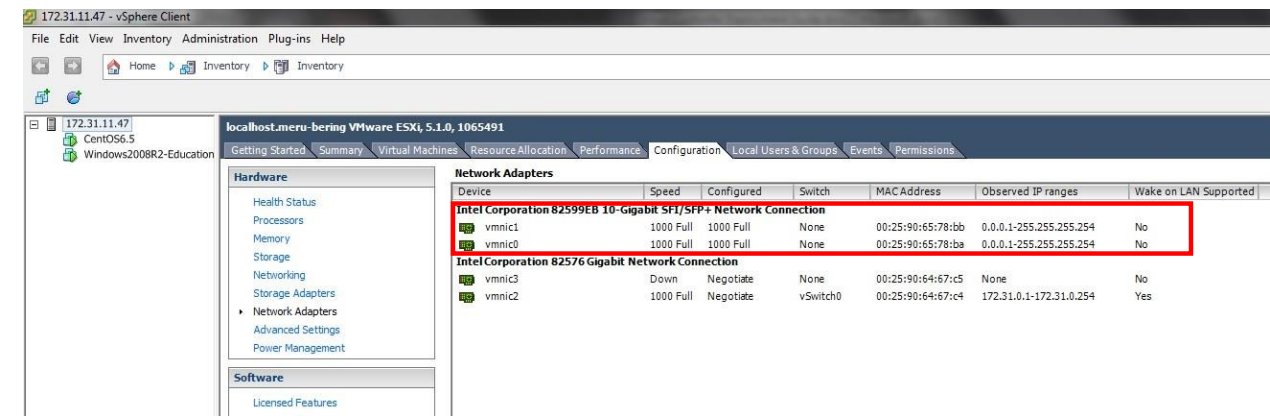 172.31.11.47 - vSphere Client
File Edit View Inventory Administration Plug-ins Help
Home Inventory Inventory
172.31.11.47
CentOS6.5
Windows2008R2-Education
localhost.meru-bering VMware ESXi, 5.1.0, 1065491
Getting Started Summary Virtual Machines Resource Allocation Performance Configuration Local Users & Groups Events Permissions
Hardware
Health Status
Processors
Memory
Storage
Networking
Storage Adapters
Network Adapters
Advanced Settings
Power Management
Software
Licensed Features
Network Adapters
Device Speed Configured Switch MAC Address Observed IP ranges Wake on LAN Supported
Intel Corporation 82599EB 10-Gigabit SFI/SFP+ Network Connection
vmnic1 1000 Full 1000 Full None 00:25:90:65:78:bb 0.0.0.1-255.255.255.254 No
vmnic0 1000 Full 1000 Full None 00:25:90:65:78:ba 0.0.0.1-255.255.255.254 No
Intel Corporation 82576 Gigabit Network Connection
vmnic3 Down Negotiate None 00:25:90:64:67:c5 None No
vmnic2 1000 Full Negotiate vSwitch0 00:25:90:64:67:c4 172.31.0.1-172.31.0.254 Yes